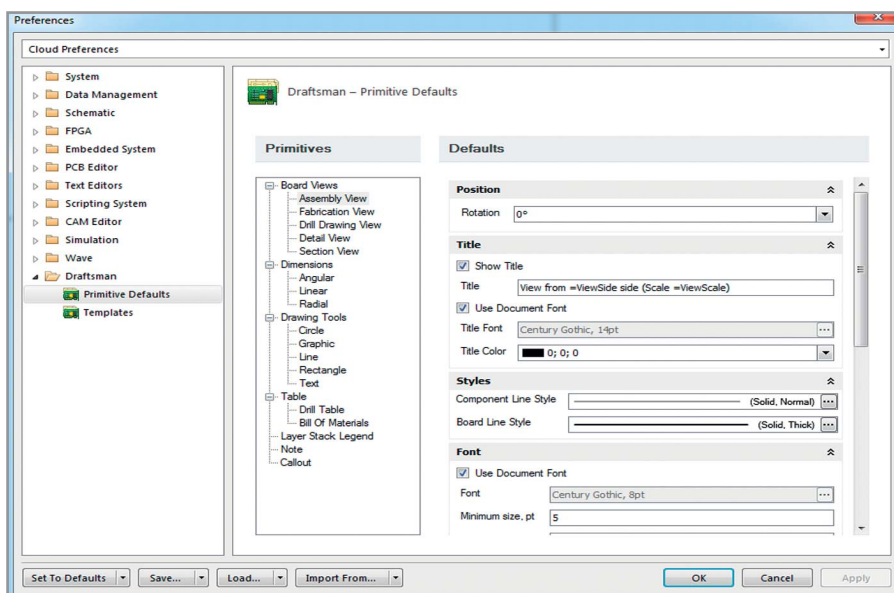 Preferences
Cloud Preferences
System
Data Management
Schematic
FPGA
Embedded System
PCB Editor
Text Editors
Scripting System
CAM Editor
Simulation
Wave
Draftsman
Primitive Defaults
Templates
Draftsman – Primitive Defaults
Primitives
Board Views
Assembly View
Fabrication View
Drill Drawing View
Detail View
Section View
Dimensions
Angular
Linear
Radial
Drawing Tools
Circle
Graphic
Line
Rectangle
Text
Table
Drill Table
Bill Of Materials
Layer Stack Legend
Note
Callout
Defaults
Position
Rotation 0°
Title
Show Title
Title View from =ViewSide side (Scale =ViewScale)
Use Document Font
Title Font Century Gothic, 14pt ...
Title Color 0; 0; 0
Styles
Component Line Style (Solid, Normal) ...
Board Line Style (Solid, Thick) ...
Font
Use Document Font
Font Century Gothic, 8pt ...
Minimum size, pt 5
Set To Defaults Save... Load... Import From... OK Cancel Apply